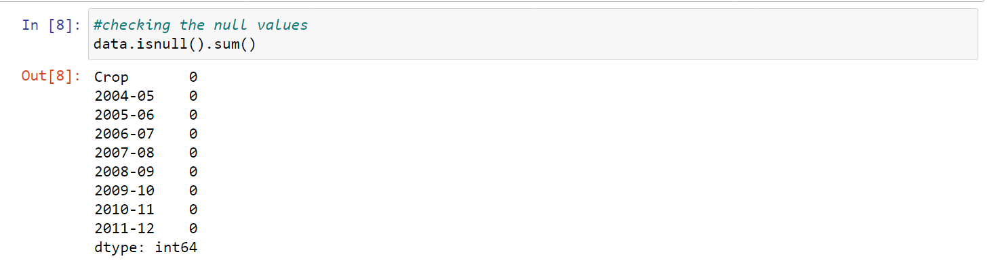 In [8]: #checking the null values
data.isnull().sum()
Out[8]: Crop 0
2004-05 0
2005-06 0
2006-07 0
2007-08 0
2008-09 0
2009-10 0
2010-11 0
2011-12 0
dtype: int64